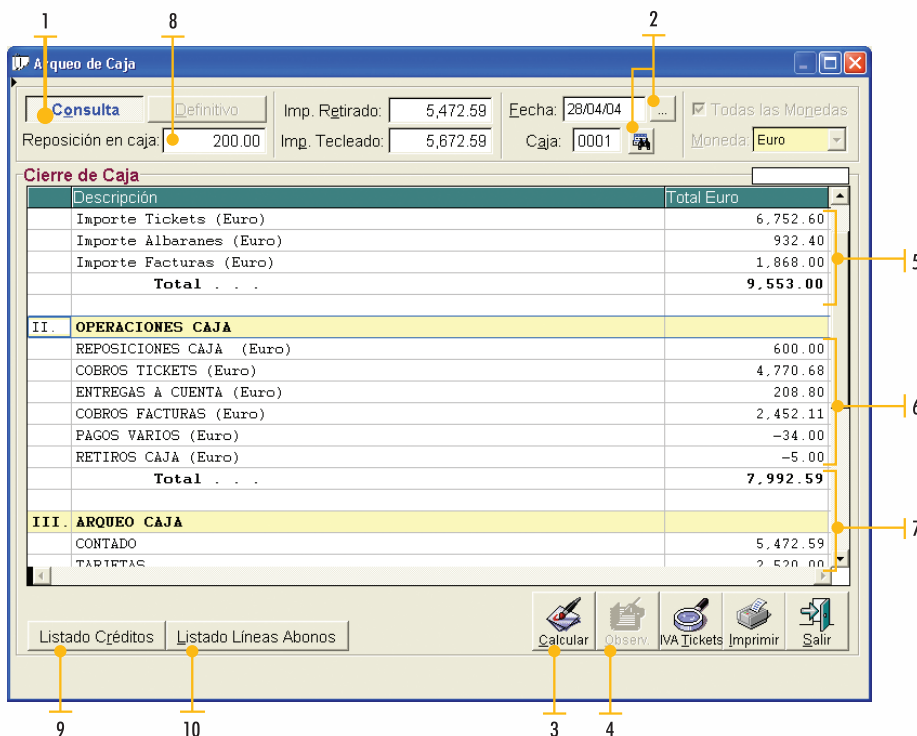 1 8 2
Arqueo de Caja
Consulta Definitivo Imp. Retirado: 5,472.59 Fecha: 28/04/04 ... Todas las Monedas
Reposición en caja: 200.00 Imp. Tecleado: 5,672.59 Caja: 0001 Moneda: Euro
Cierre de Caja
Descripción Total Euro
Importe Tickets (Euro) 6,752.60
Importe Albaranes (Euro) 932.40
Importe Facturas (Euro) 1,868.00
5
Total . . . 9,553.00
II. OPERACIONES CAJA
REPOSICIONES CAJA (Euro) 600.00
COBROS TICKETS (Euro) 4,770.68
ENTREGAS A CUENTA (Euro) 208.80
6
COBROS FACTURAS (Euro) 2,452.11
PAGOS VARIOS (Euro) -34.00
RETIROS CAJA (Euro) -5.00
Total . . . 7,992.59
III. ARQUEO CAJA
7
CONTADO 5,472.59
TARJETAS 2,520.00
Listado Créditos Listado Líneas Abonos Calcular Observ. IVA Tickets Imprimir Salir
9 10 3 4